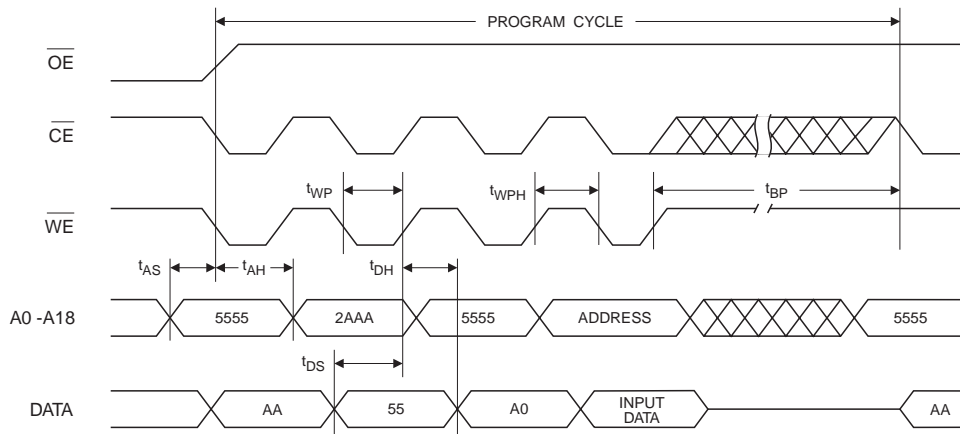 PROGRAM CYCLE
OE
CE
tWP
tWPH
tBP
WE
tAS
tAH
tDH
A0 -A18
5555
2AAA
5555
ADDRESS
5555
tDS
DATA
AA
55
A0
INPUT
DATA
AA